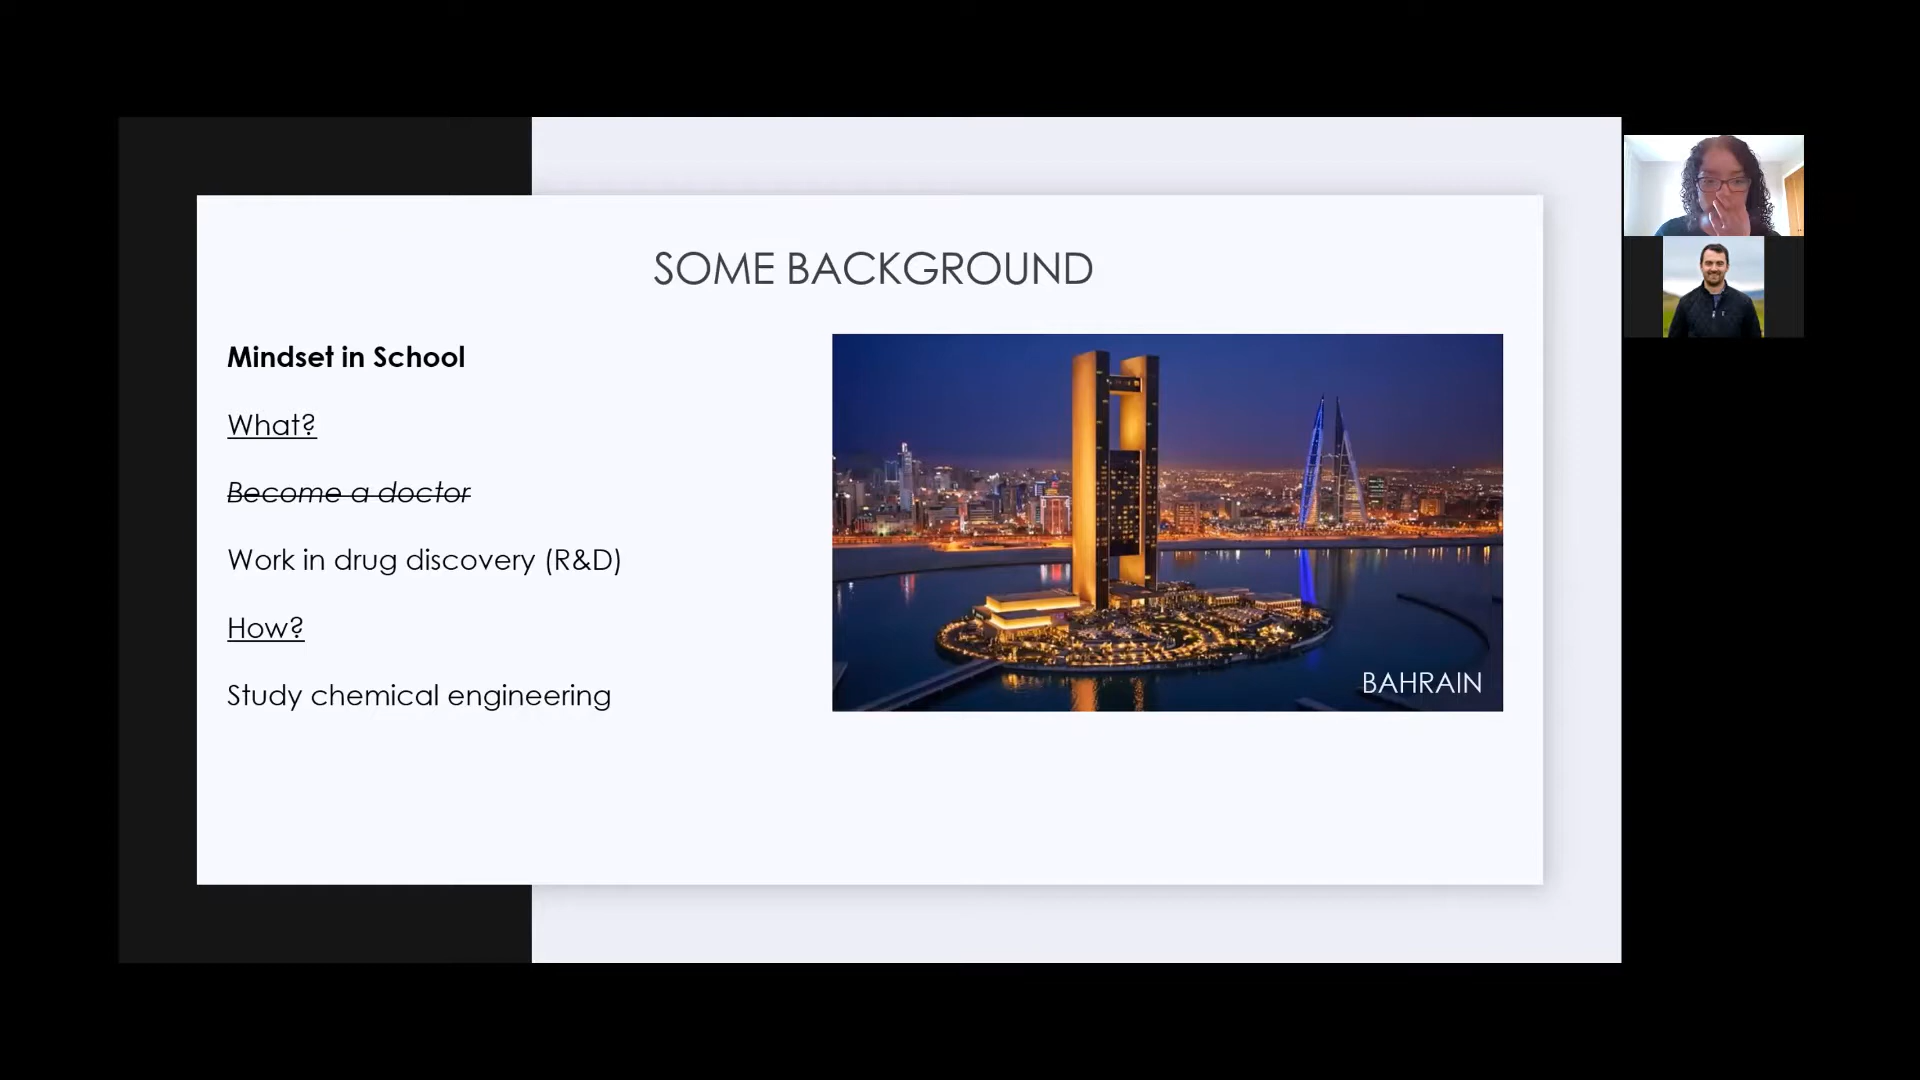 SOME BACKGROUND
Mindset in School
What?
Become a doctor
Work in drug discovery (R&D)
How?
Study chemical engineering
BAHRAIN